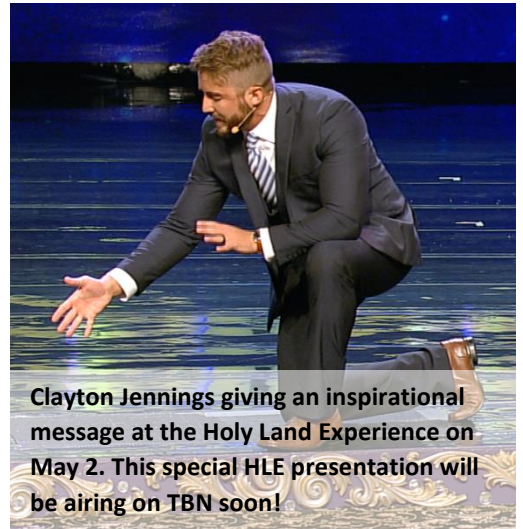 Clayton Jennings giving an inspirational
message at the Holy Land Experience on
May 2. This special HLE presentation will
be airing on TBN soon!